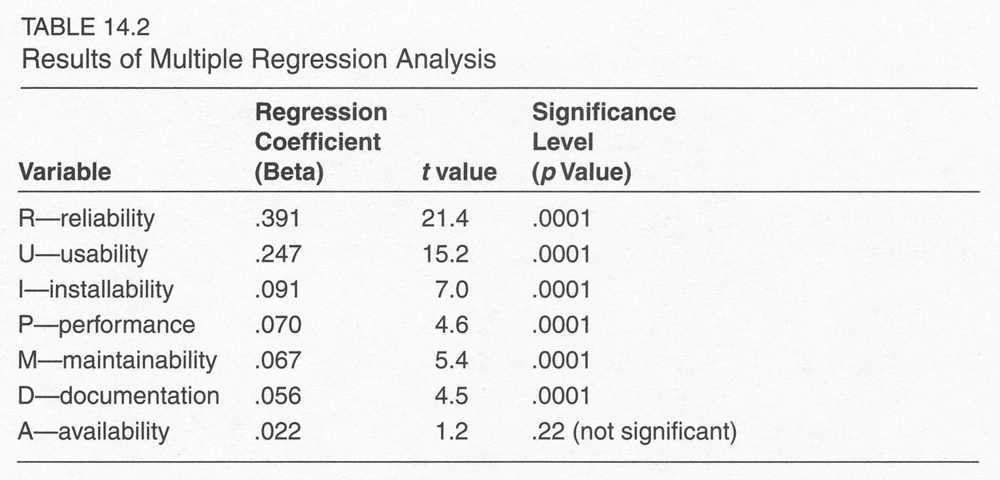 TABLE 14.2
Results of Multiple Regression Analysis
Regression Significance
Coefficient Level
Variable (Beta) t value (p Value)
R—reliability .391 21.4 .0001
U—usability .247 15.2 .0001
I—installability .091 7.0 .0001
P—performance .070 4.6 .0001
M—maintainability .067 5.4 .0001
D—documentation .056 4.5 .0001
A—availability .022 1.2 .22 (not significant)